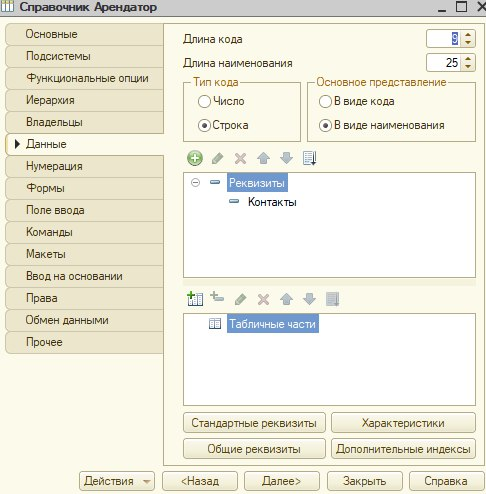 Справочник Арендатор
Основные
Подсистемы
Функциональные опции
Иерархия
Владельцы
Данные
Нумерация
Формы
Поле ввода
Команды
Макеты
Ввод на основании
Права
Обмен данными
Прочее
Длина кода 9
Длина наименования 25
Тип кода
Число
Строка
Основное представление
В виде кода
В виде наименования
Реквизиты
Контакты
Табличные части
Стандартные реквизиты Характеристики
Общие реквизиты Дополнительные индексы
Действия <Назад Далее> Закрыть Справка